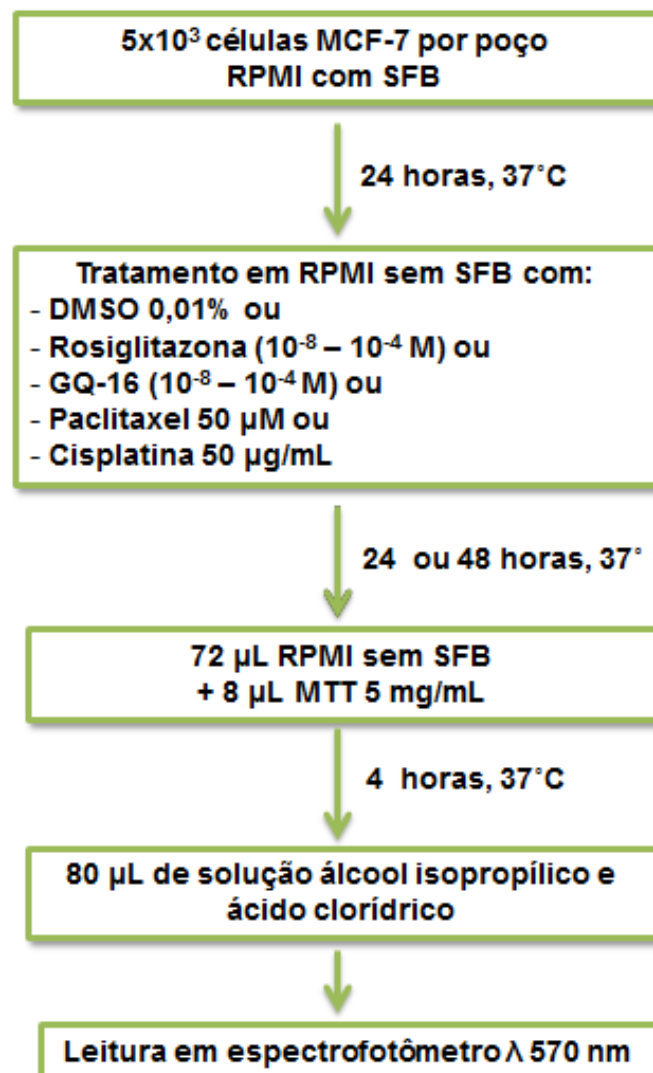 5x10³ células MCF-7 por poço
RPMI com SFB
24 horas, 37˚C
Tratamento em RPMI sem SFB com:
- DMSO 0,01% ou
- Rosiglitazona (10⁻⁸ – 10⁻⁴ M) ou
- GQ-16 (10⁻⁸ – 10⁻⁴ M) ou
- Paclitaxel 50 µM ou
- Cisplatina 50 µg/mL
24 ou 48 horas, 37˚
72 µL RPMI sem SFB
+ 8 µL MTT 5 mg/mL
4 horas, 37˚C
80 µL de solução álcool isopropílico e
ácido clorídrico
Leitura em espectrofotômetro λ 570 nm